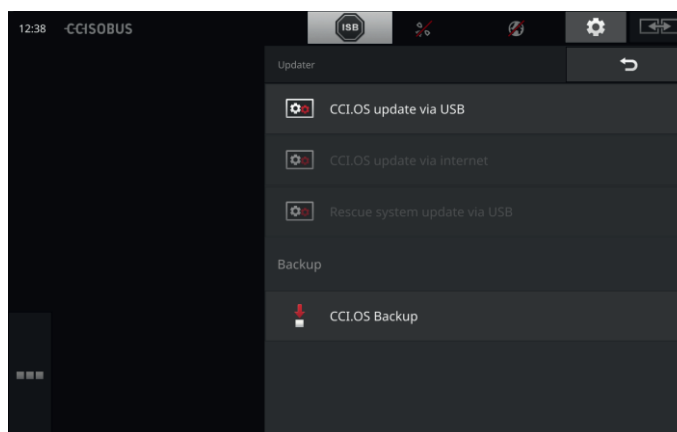 12:38 CCISOBUS ISB
Updater
CCI.OS update via USB
CCI.OS update via internet
Rescue system update via USB
Backup
CCI.OS Backup